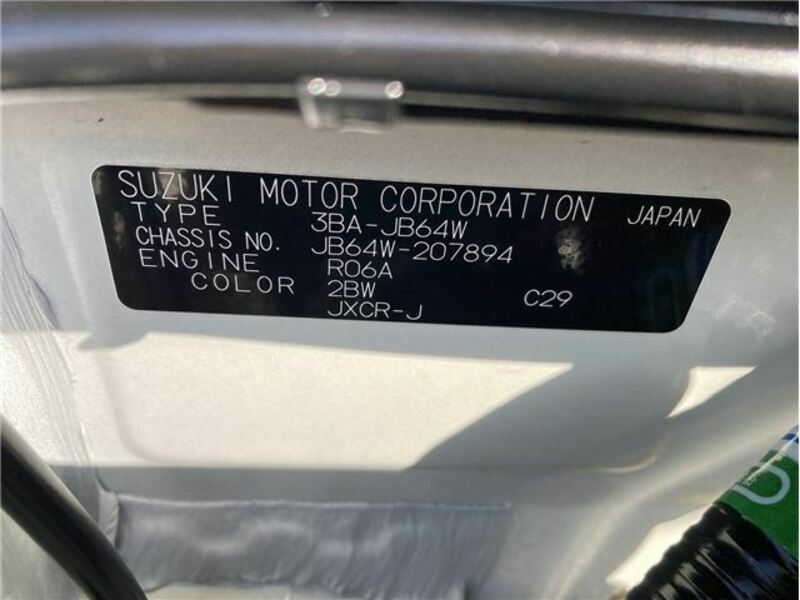 SUZUKI MOTOR CORPORATION JAPAN
TYPE 3BA-JB64W
CHASSIS NO. JB64W-207894
ENGINE R06A
COLOR 2BW C29
JXCR-J